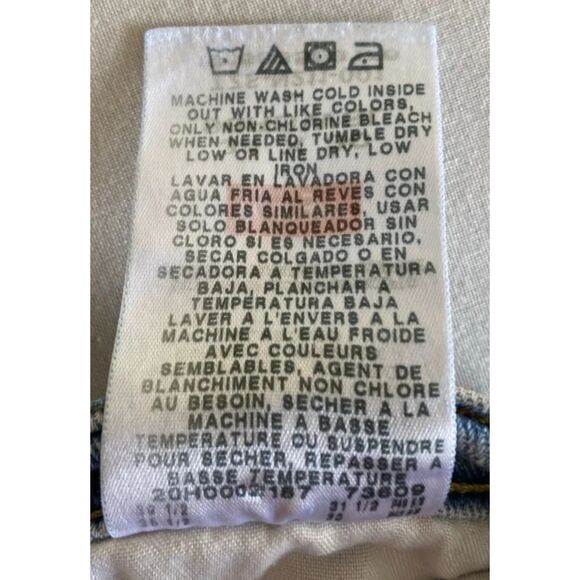 MACHINE WASH COLD INSIDE
OUT WITH LIKE COLORS,
ONLY NON-CHLORINE BLEACH
WHEN NEEDED, TUMBLE DRY
LOW OR LINE DRY, LOW
IRON
LAVAR EN LAVADORA CON
AGUA FRIA AL REVES CON
COLORES SIMILARES, USAR
SOLO BLANQUEADOR SIN
CLORO SI ES NECESARIO,
SECAR COLGADO O EN
SECADORA A TEMPERATURA
BAJA, PLANCHAR A
TEMPERATURA BAJA
LAVER A L'ENVERS A LA
MACHINE A L'EAU FROIDE
AVEC COULEURS
SEMBLABLES, AGENT DE
BLANCHIMENT NON CHLORE
AU BESOIN, SECHER A LA
MACHINE A BASSE
TEMPERATURE OU SUSPENDRE
POUR SECHER, REPASSER A
BASSE TEMPERATURE
73609
31 1/2